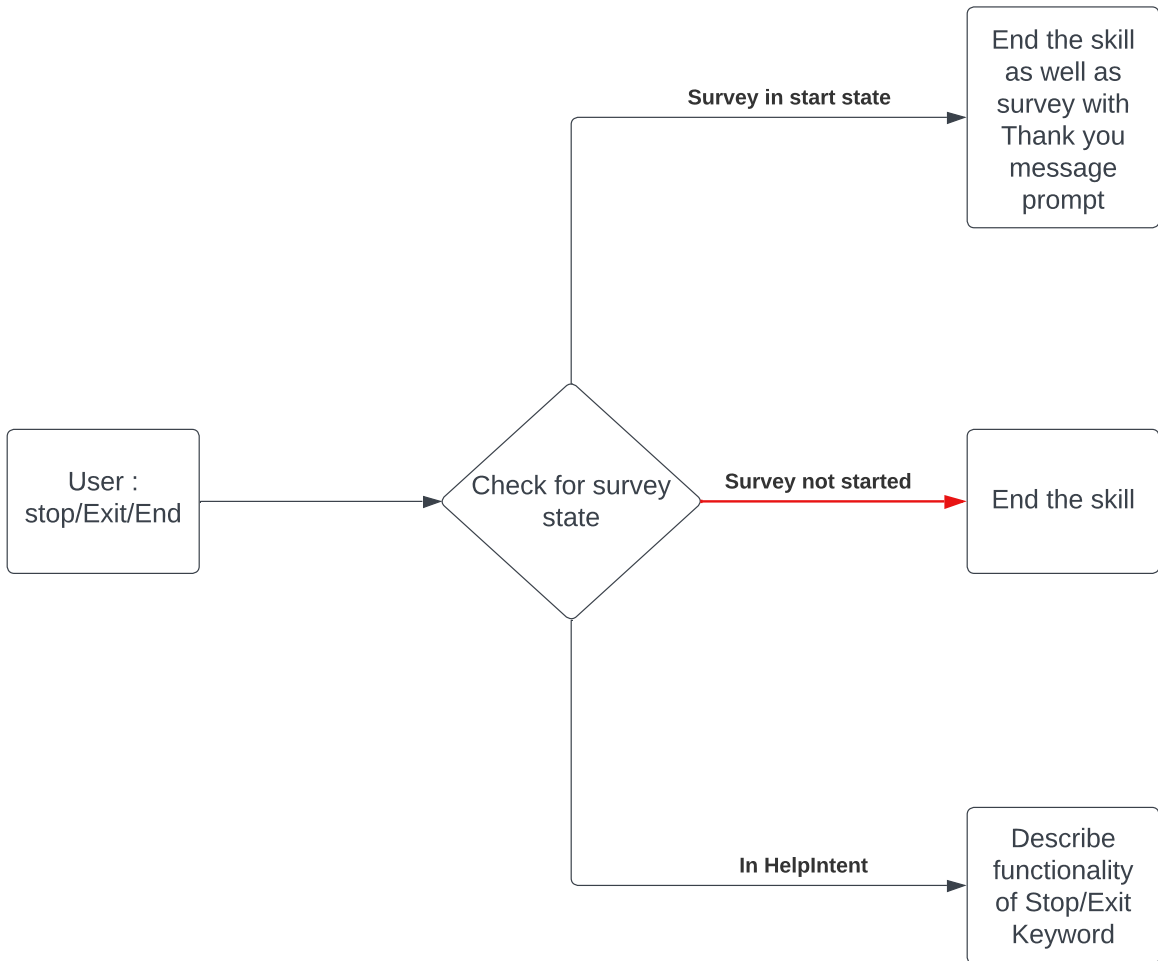 End the skill
as well as
survey with
Thank you
message
prompt
Survey in start state
User :
stop/Exit/End
Check for survey
state
Survey not started
End the skill
In HelpIntent
Describe
functionality
of Stop/Exit
Keyword